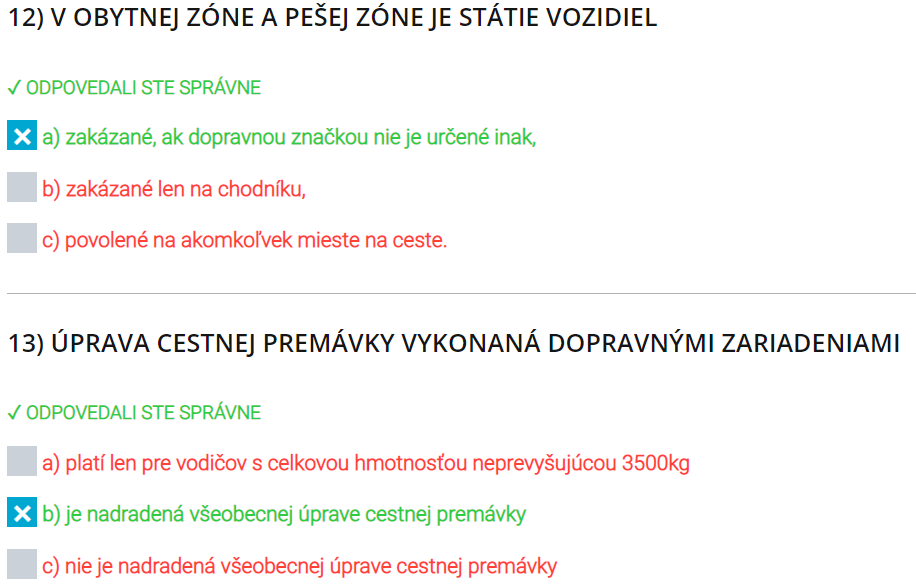 12) V OBYTNEJ ZÓNE A PEŠEJ ZÓNE JE STÁTIE VOZIDIEL
✓ ODPOVEDALI STE SPRÁVNE
a) zakázané, ak dopravnou značkou nie je určené inak,
b) zakázané len na chodníku,
c) povolené na akomkoľvek mieste na ceste.
13) ÚPRAVA CESTNEJ PREMÁVKY VYKONANÁ DOPRAVNÝMI ZARIADENIAMI
✓ ODPOVEDALI STE SPRÁVNE
a) platí len pre vodičov s celkovou hmotnosťou neprevyšujúcou 3500kg
b) je nadradená všeobecnej úprave cestnej premávky
c) nie je nadradená všeobecnej úprave cestnej premávky